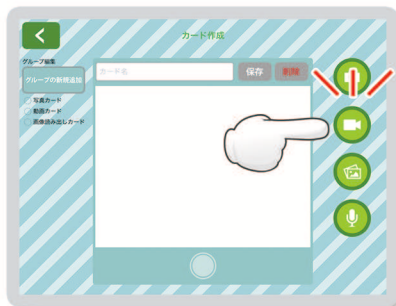 カード作成
グループ編集
グループの新規追加
カード名
保存
削除
写真カード
動画カード
画像読み出しカード